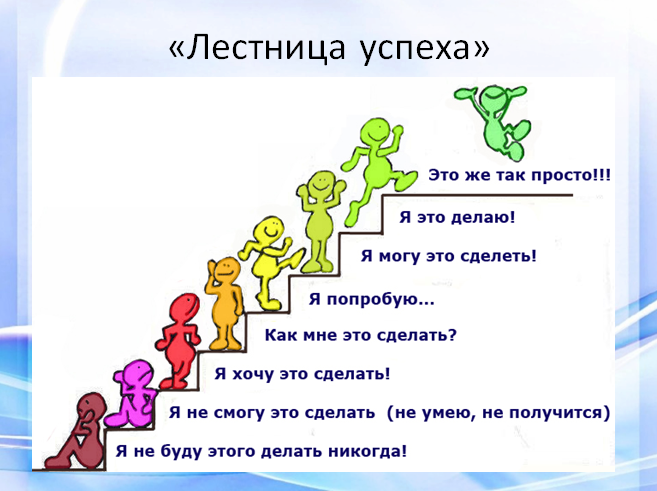 «Лестница успеха»
Это же так просто!!!
Я это делаю!
Я могу это сделеть!
Я попробую...
Как мне это сделать?
Я хочу это сделать!
Я не смогу это сделать (не умею, не получится)
Я не буду этого делать никогда!